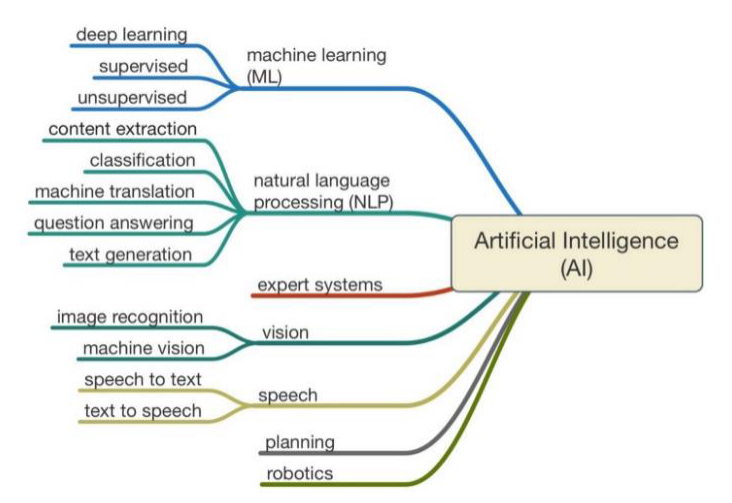 deep learning
supervised
unsupervised
machine learning
(ML)
content extraction
classification
machine translation
question answering
text generation
natural language
processing (NLP)
expert systems
image recognition
machine vision
vision
speech to text
text to speech
speech
planning
robotics
Artificial Intelligence
(AI)